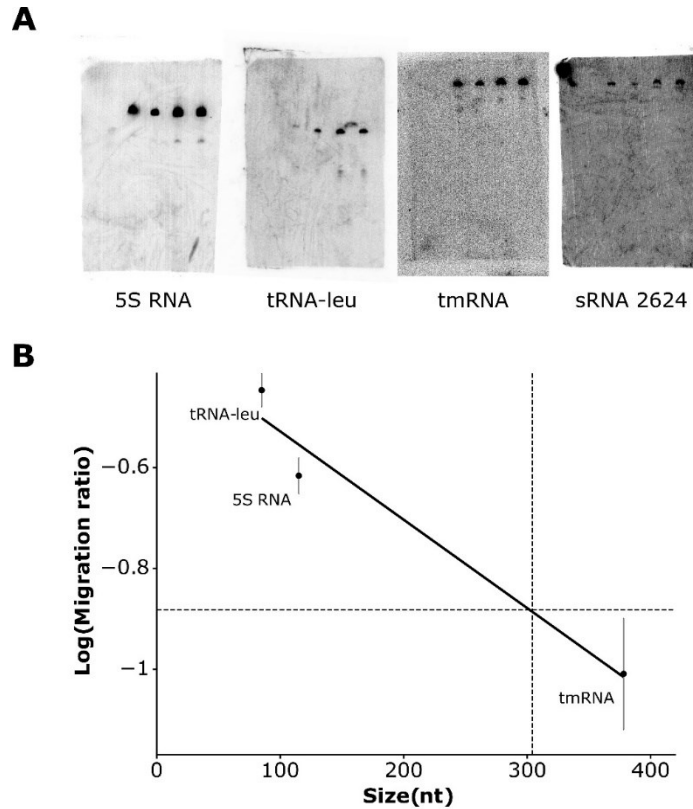 A
5S RNA
tRNA-leu
tmRNA
sRNA 2624
B
Log(Migration ratio)
−0.6
−0.8
−1
tRNA-leu
5S RNA
tmRNA
0
100
200
300
400
Size(nt)